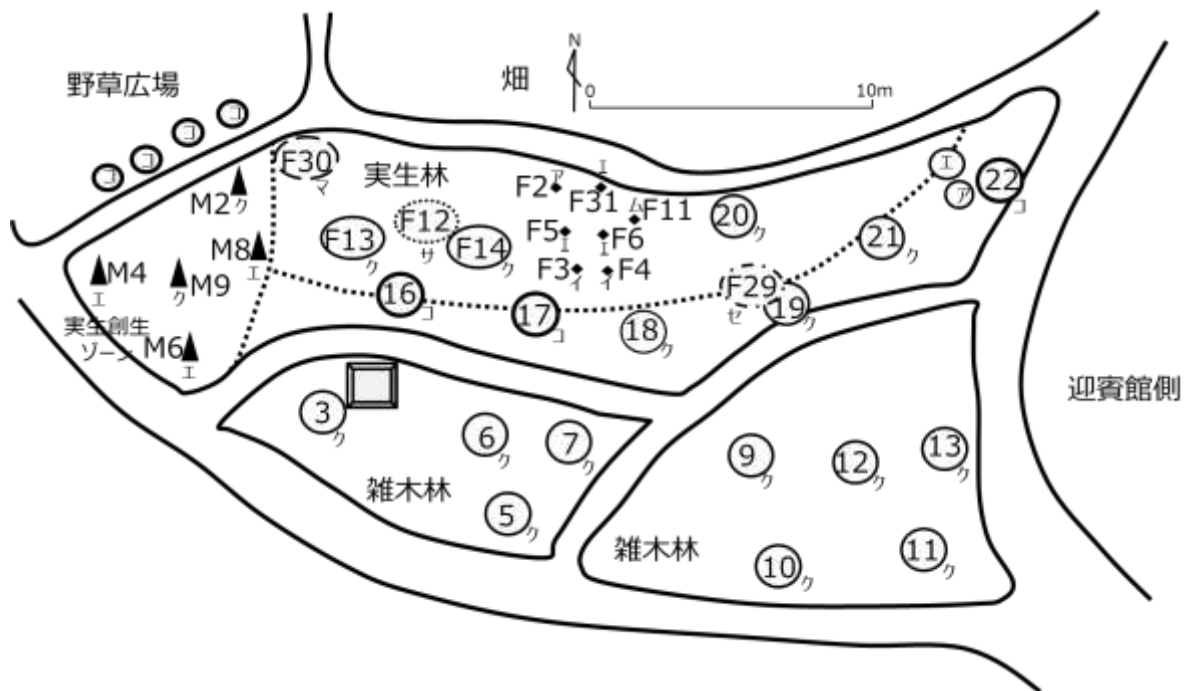 野草広場
畑
N
0
10m
コ
コ
コ
コ
F30
マ
実生林
M2
ク
F2
ア
F31
エ
F11
ム
20
ク
エ
ア
22
コ
M8
エ
F13
ク
F12
サ
F14
ク
F5
エ
F6
エ
21
ク
M4
エ
M9
ク
F3
イ
F4
イ
F29
セ
16
コ
17
コ
18
ク
19
ク
実生創生
ゾーン
M6
エ
迎賓館側
3
ク
6
ク
7
ク
5
ク
雑木林
9
ク
12
ク
13
ク
10
ク
11
ク
雑木林